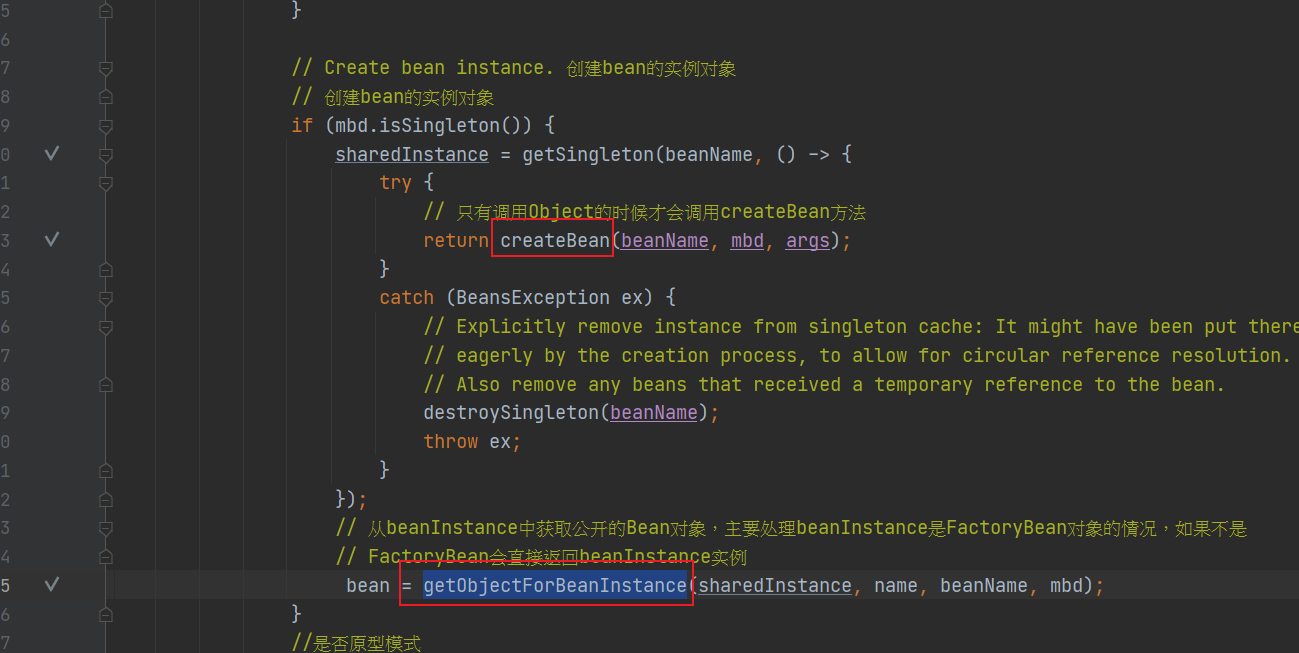 5 }
6
7 // Create bean instance. 创建bean的实例对象
8 // 创建bean的实例对象
9 if (mbd.isSingleton()) {
0 sharedInstance = getSingleton(beanName, () -> {
1 try {
2 // 只有调用Object的时候才会调用createBean方法
3 return createBean(beanName, mbd, args);
4 }
5 catch (BeansException ex) {
6 // Explicitly remove instance from singleton cache: It might have been put there
7 // eagerly by the creation process, to allow for circular reference resolution.
8 // Also remove any beans that received a temporary reference to the bean.
9 destroySingleton(beanName);
0 throw ex;
1 }
2 });
3 // 从beanInstance中获取公开的Bean对象，主要处理beanInstance是FactoryBean对象的情况，如果不是
4 // FactoryBean会直接返回beanInstance实例
5 bean = getObjectForBeanInstance(sharedInstance, name, beanName, mbd);
6 }
7 //是否原型模式